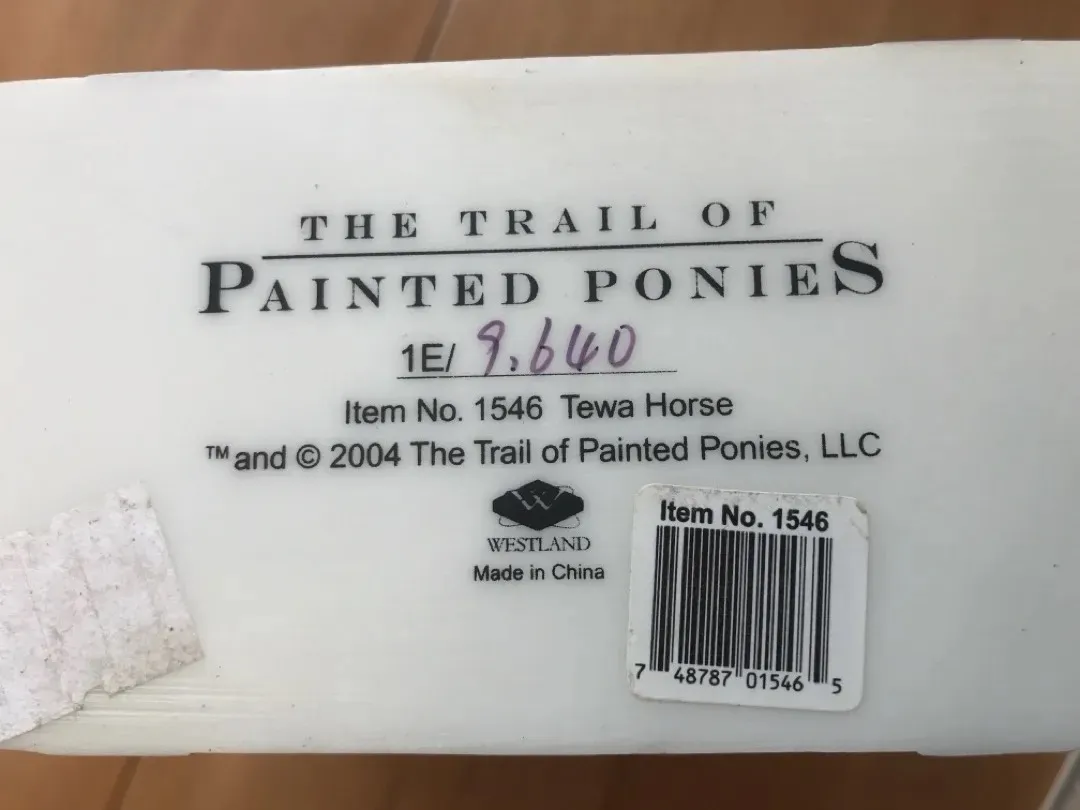 THE TRAIL OF
PAINTED PONIES
1E/ 9.640
Item No. 1546 Tewa Horse
™ and © 2004 The Trail of Painted Ponies, LLC
W
WESTLAND
Made in China
Item No. 1546
7 48787 01546 5